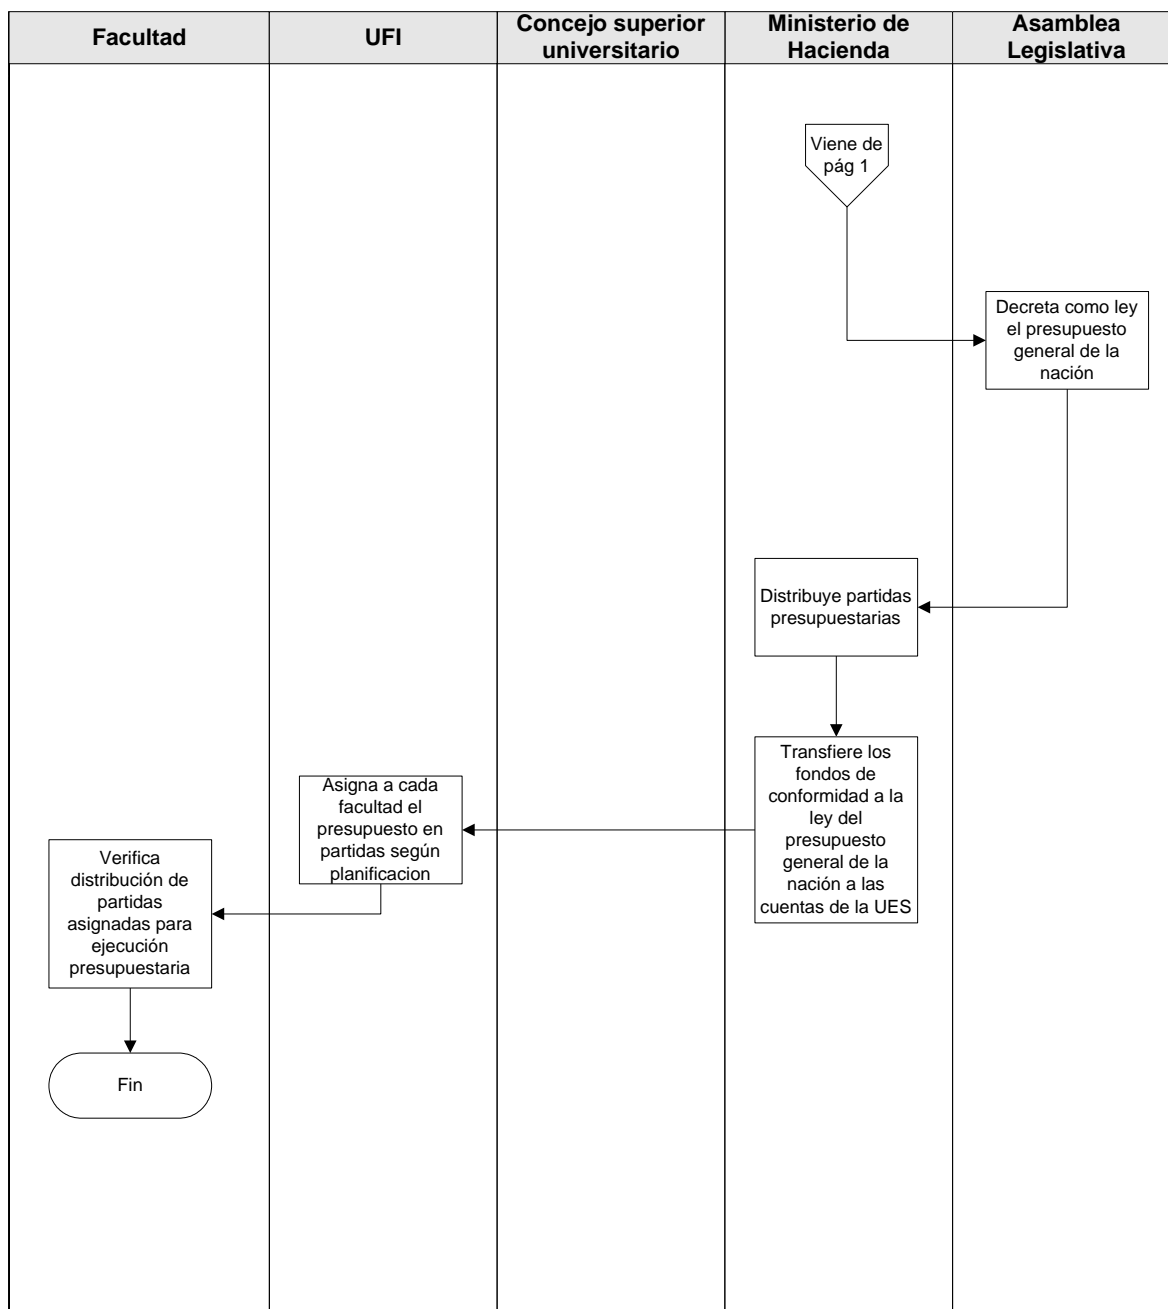 Facultad
UFI
Concejo superior
universitario
Ministerio de
Hacienda
Asamblea
Legislativa
Viene de
pág 1
Decreta como ley
el presupuesto
general de la
nación
Distribuye partidas
presupuestarias
Transfiere los
fondos de
conformidad a la
ley del
presupuesto
general de la
nación a las
cuentas de la UES
Asigna a cada
facultad el
presupuesto en
partidas según
planificacion
Verifica
distribución de
partidas
asignadas para
ejecución
presupuestaria
Fin